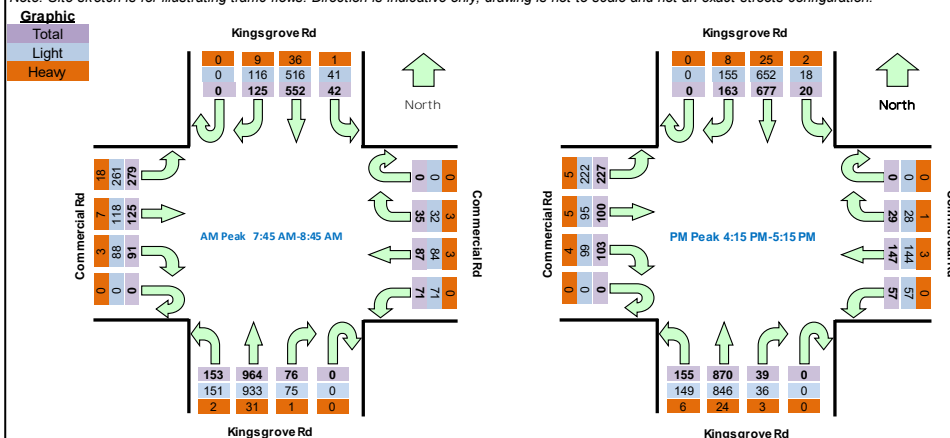 Note: Site sketch is for illustrating traffic flows. Direction is indicative only, drawing is not to scale and not an exact streets configuration.
Graphic
Total
Light
Heavy
Kingsgrove Rd
0 9 36 1
0 116 516 41
0 125 552 42
North
Commercial Rd
18 261 279
7 118 125
3 88 91
0 0 0
AM Peak 7:45 AM-8:45 AM
0 0 0
35 32 3
87 84 3
71 71 0
Commercial Rd
153 964 76 0
151 933 75 0
2 31 1 0
Kingsgrove Rd
Kingsgrove Rd
0 8 25 2
0 155 652 18
0 163 677 20
North
Commercial Rd
5 222 227
5 95 100
4 99 103
0 0 0
PM Peak 4:15 PM-5:15 PM
0 0 0
29 28 1
147 144 3
57 57 0
155 870 39 0
149 846 36 0
6 24 3 0
Kingsgrove Rd